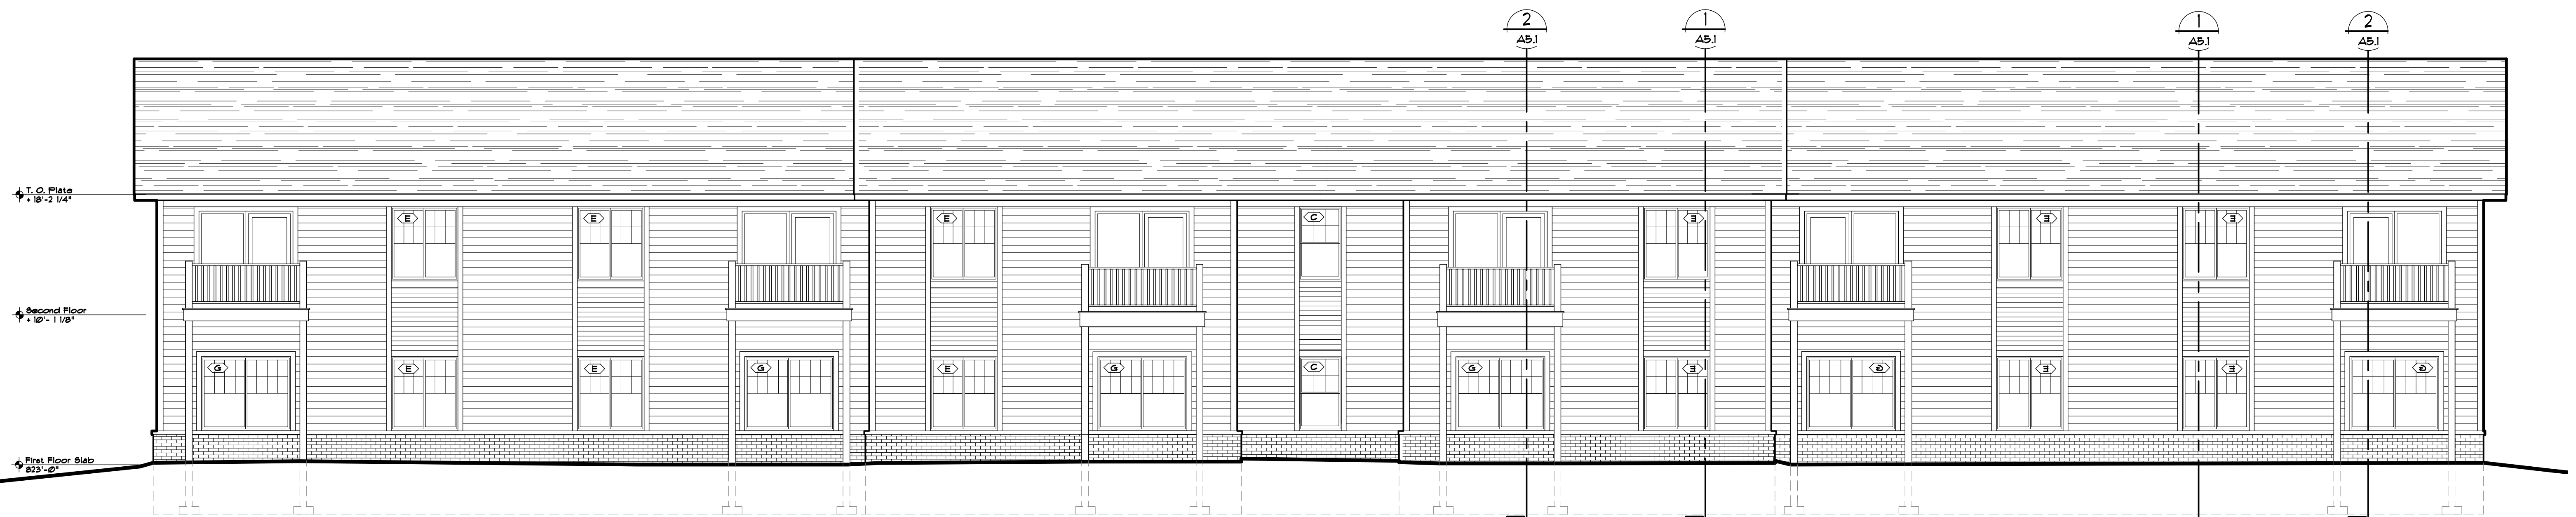 2
A5.1
1
A5.1
1
A5.1
2
A5.1
T. O. Plate
+ 18'-2 1/4"
E
E
E
C
E
E
E
Second Floor
+ 10'- 1 1/8"
G
E
E
G
E
G
C
G
E
G
E
E
G
First Floor Slab
823'-0"